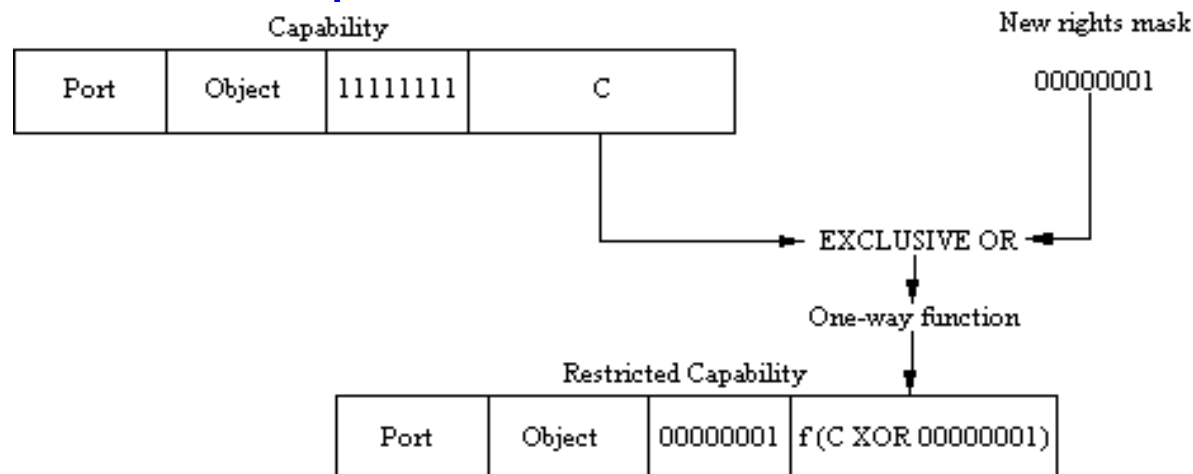 Capability
New rights mask
Port Object 11111111 C
00000001
EXCLUSIVE OR
One-way function
Restricted Capability
Port Object 00000001 f(C XOR 00000001)